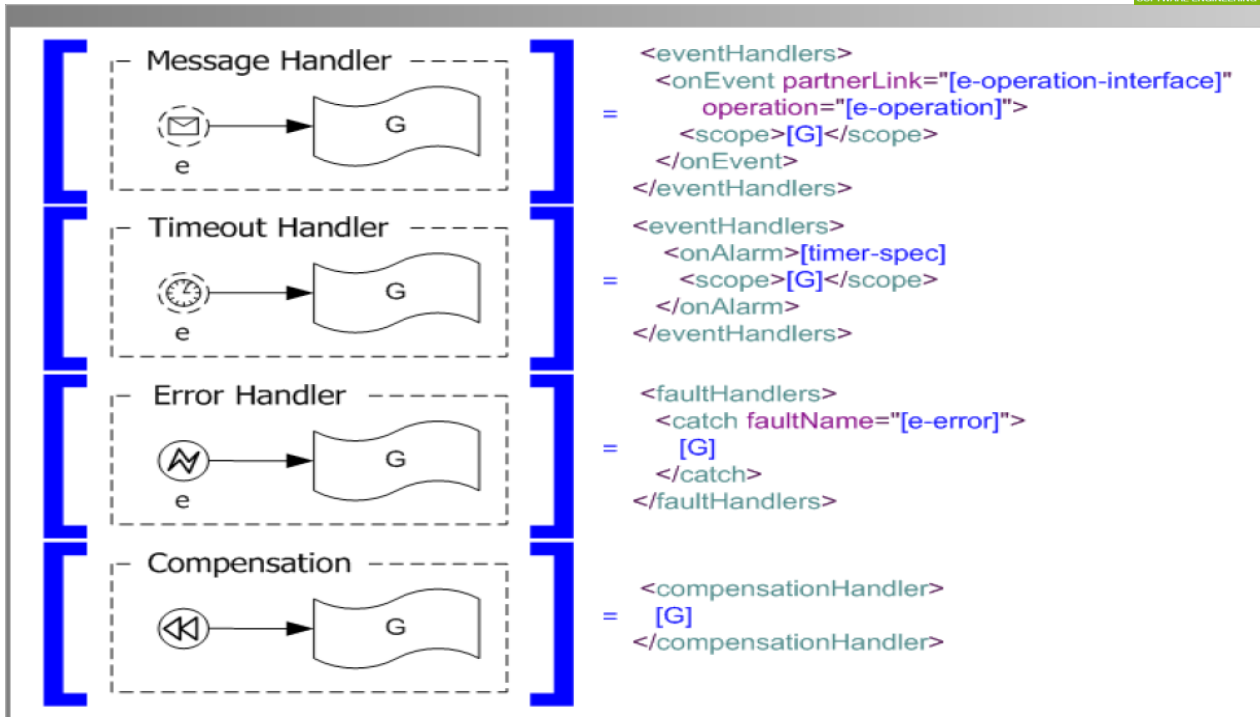 Message Handler
G
e
=
<eventHandlers>
<onEvent partnerLink="[e-operation-interface]"
operation="[e-operation]">
<scope>[G]</scope>
</onEvent>
</eventHandlers>
Timeout Handler
G
e
=
<eventHandlers>
<onAlarm>[timer-spec]
<scope>[G]</scope>
</onAlarm>
</eventHandlers>
Error Handler
G
e
=
<faultHandlers>
<catch faultName="[e-error]">
[G]
</catch>
</faultHandlers>
Compensation
G
=
<compensationHandler>
[G]
</compensationHandler>